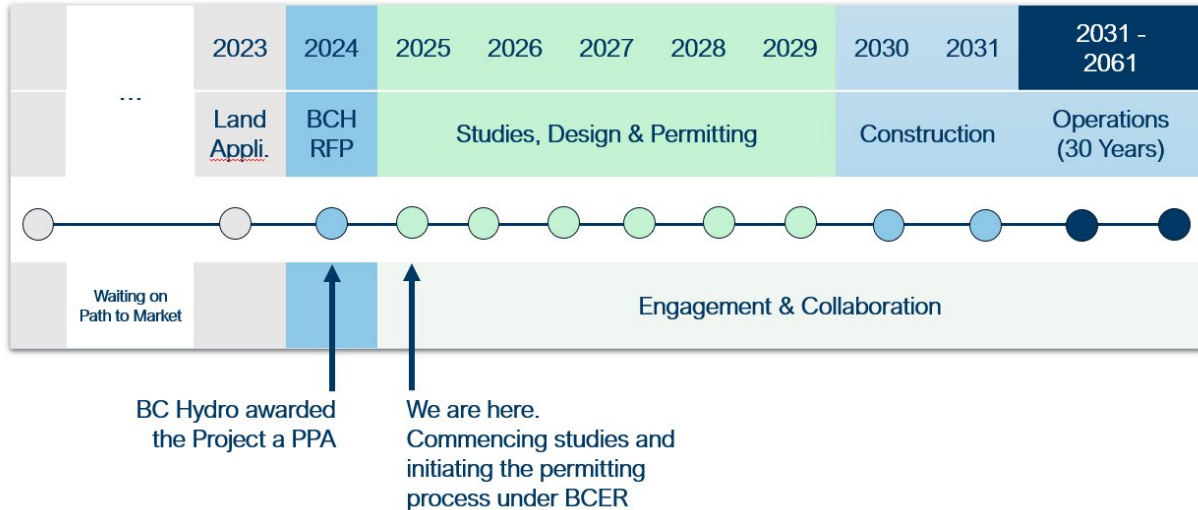 ...
2023
2024
2025
2026
2027
2028
2029
2030
2031
2031 -
2061
Land
Appli.
BCH
RFP
Studies, Design & Permitting
Construction
Operations
(30 Years)
Waiting on
Path to Market
Engagement & Collaboration
BC Hydro awarded
the Project a PPA
We are here.
Commencing studies and
initiating the permitting
process under BCER